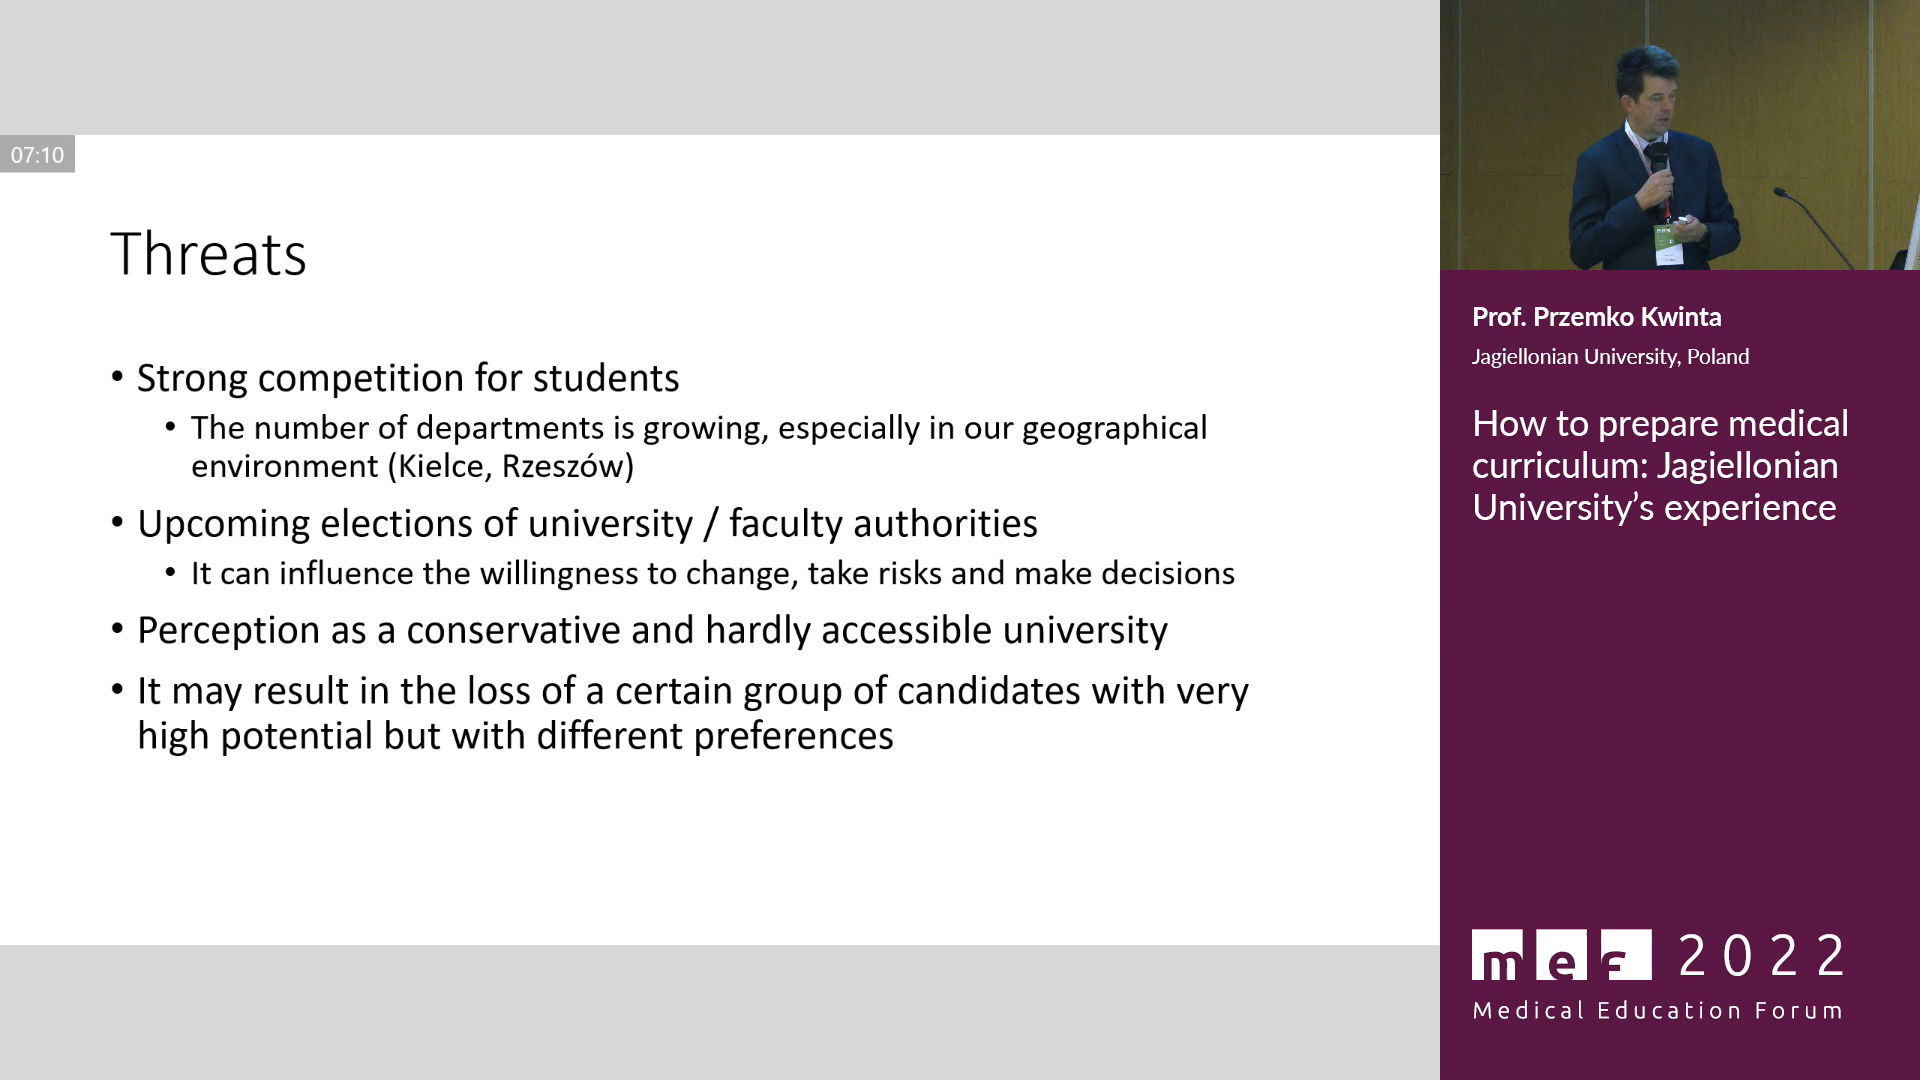 07:10
Threats
• Strong competition for students
• The number of departments is growing, especially in our geographical
environment (Kielce, Rzeszów)
• Upcoming elections of university / faculty authorities
• It can influence the willingness to change, take risks and make decisions
• Perception as a conservative and hardly accessible university
• It may result in the loss of a certain group of candidates with very
high potential but with different preferences
Prof. Przemko Kwinta
Jagiellonian University, Poland
How to prepare medical
curriculum: Jagiellonian
University’s experience
mef 2022
Medical Education Forum